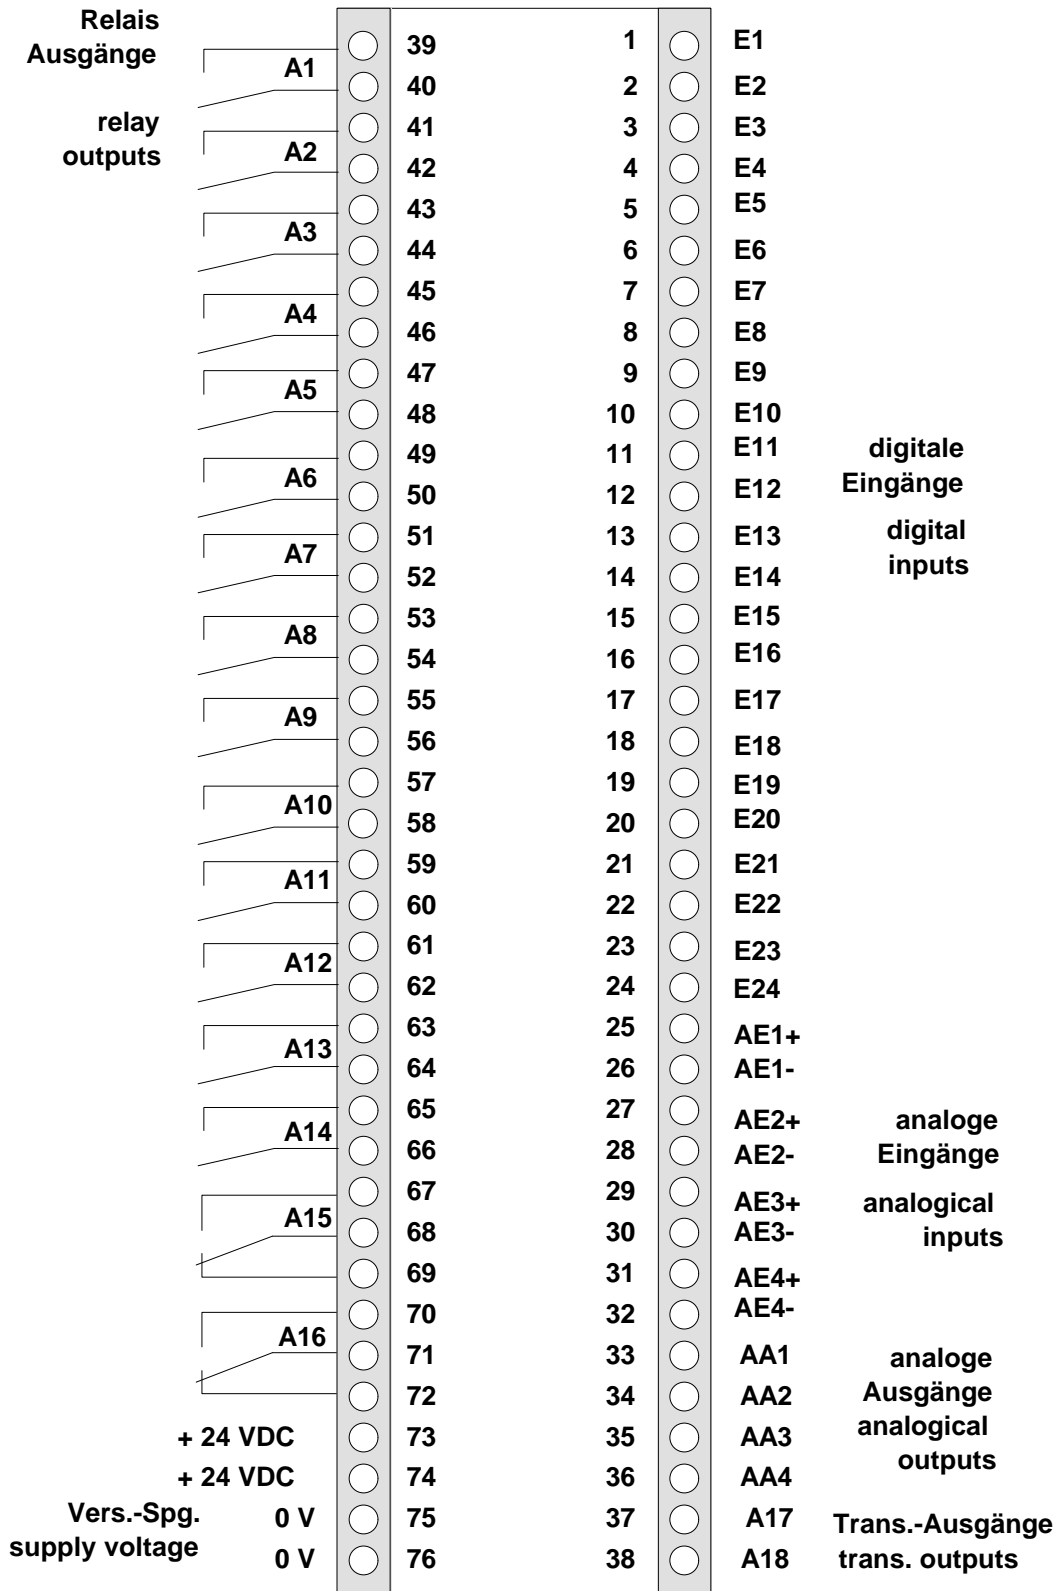 Relais
Ausgänge
relay
outputs
A1
A2
A3
A4
A5
A6
A7
A8
A9
A10
A11
A12
A13
A14
A15
A16
+ 24 VDC
+ 24 VDC
Vers.-Spg. 0 V
supply voltage 0 V
39
40
41
42
43
44
45
46
47
48
49
50
51
52
53
54
55
56
57
58
59
60
61
62
63
64
65
66
67
68
69
70
71
72
73
74
75
76
1 E1
2 E2
3 E3
4 E4
5 E5
6 E6
7 E7
8 E8
9 E9
10 E10
11 E11
12 E12
13 E13
14 E14
15 E15
16 E16
17 E17
18 E18
19 E19
20 E20
21 E21
22 E22
23 E23
24 E24
25 AE1+
26 AE1-
27 AE2+
28 AE2-
29 AE3+
30 AE3-
31 AE4+
32 AE4-
33 AA1
34 AA2
35 AA3
36 AA4
37 A17
38 A18
digitale
Eingänge
digital
inputs
analoge
Eingänge
analogical
inputs
analoge
Ausgänge
analogical
outputs
Trans.-Ausgänge
trans. outputs